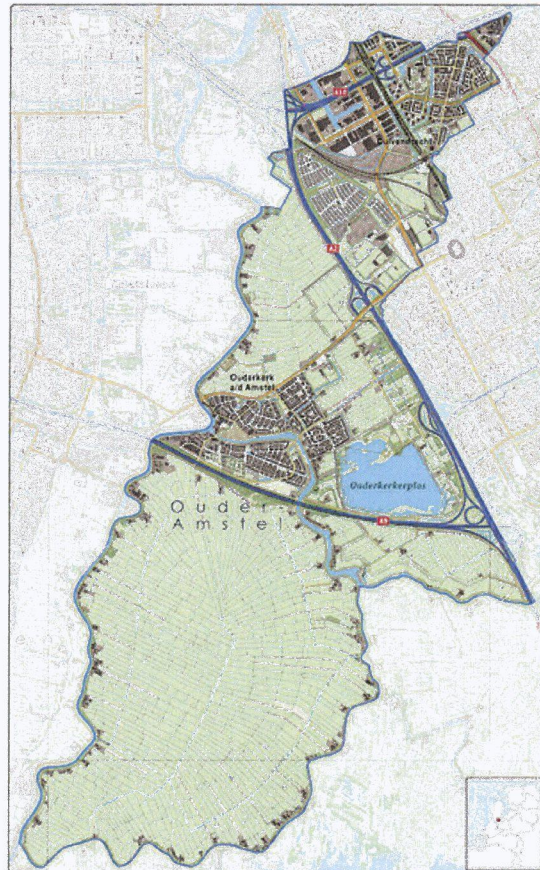 Duivendrecht
A2
Ouderkerk
a/d Amstel
Ouderkerkerplas
Ouder-
Amstel
A9